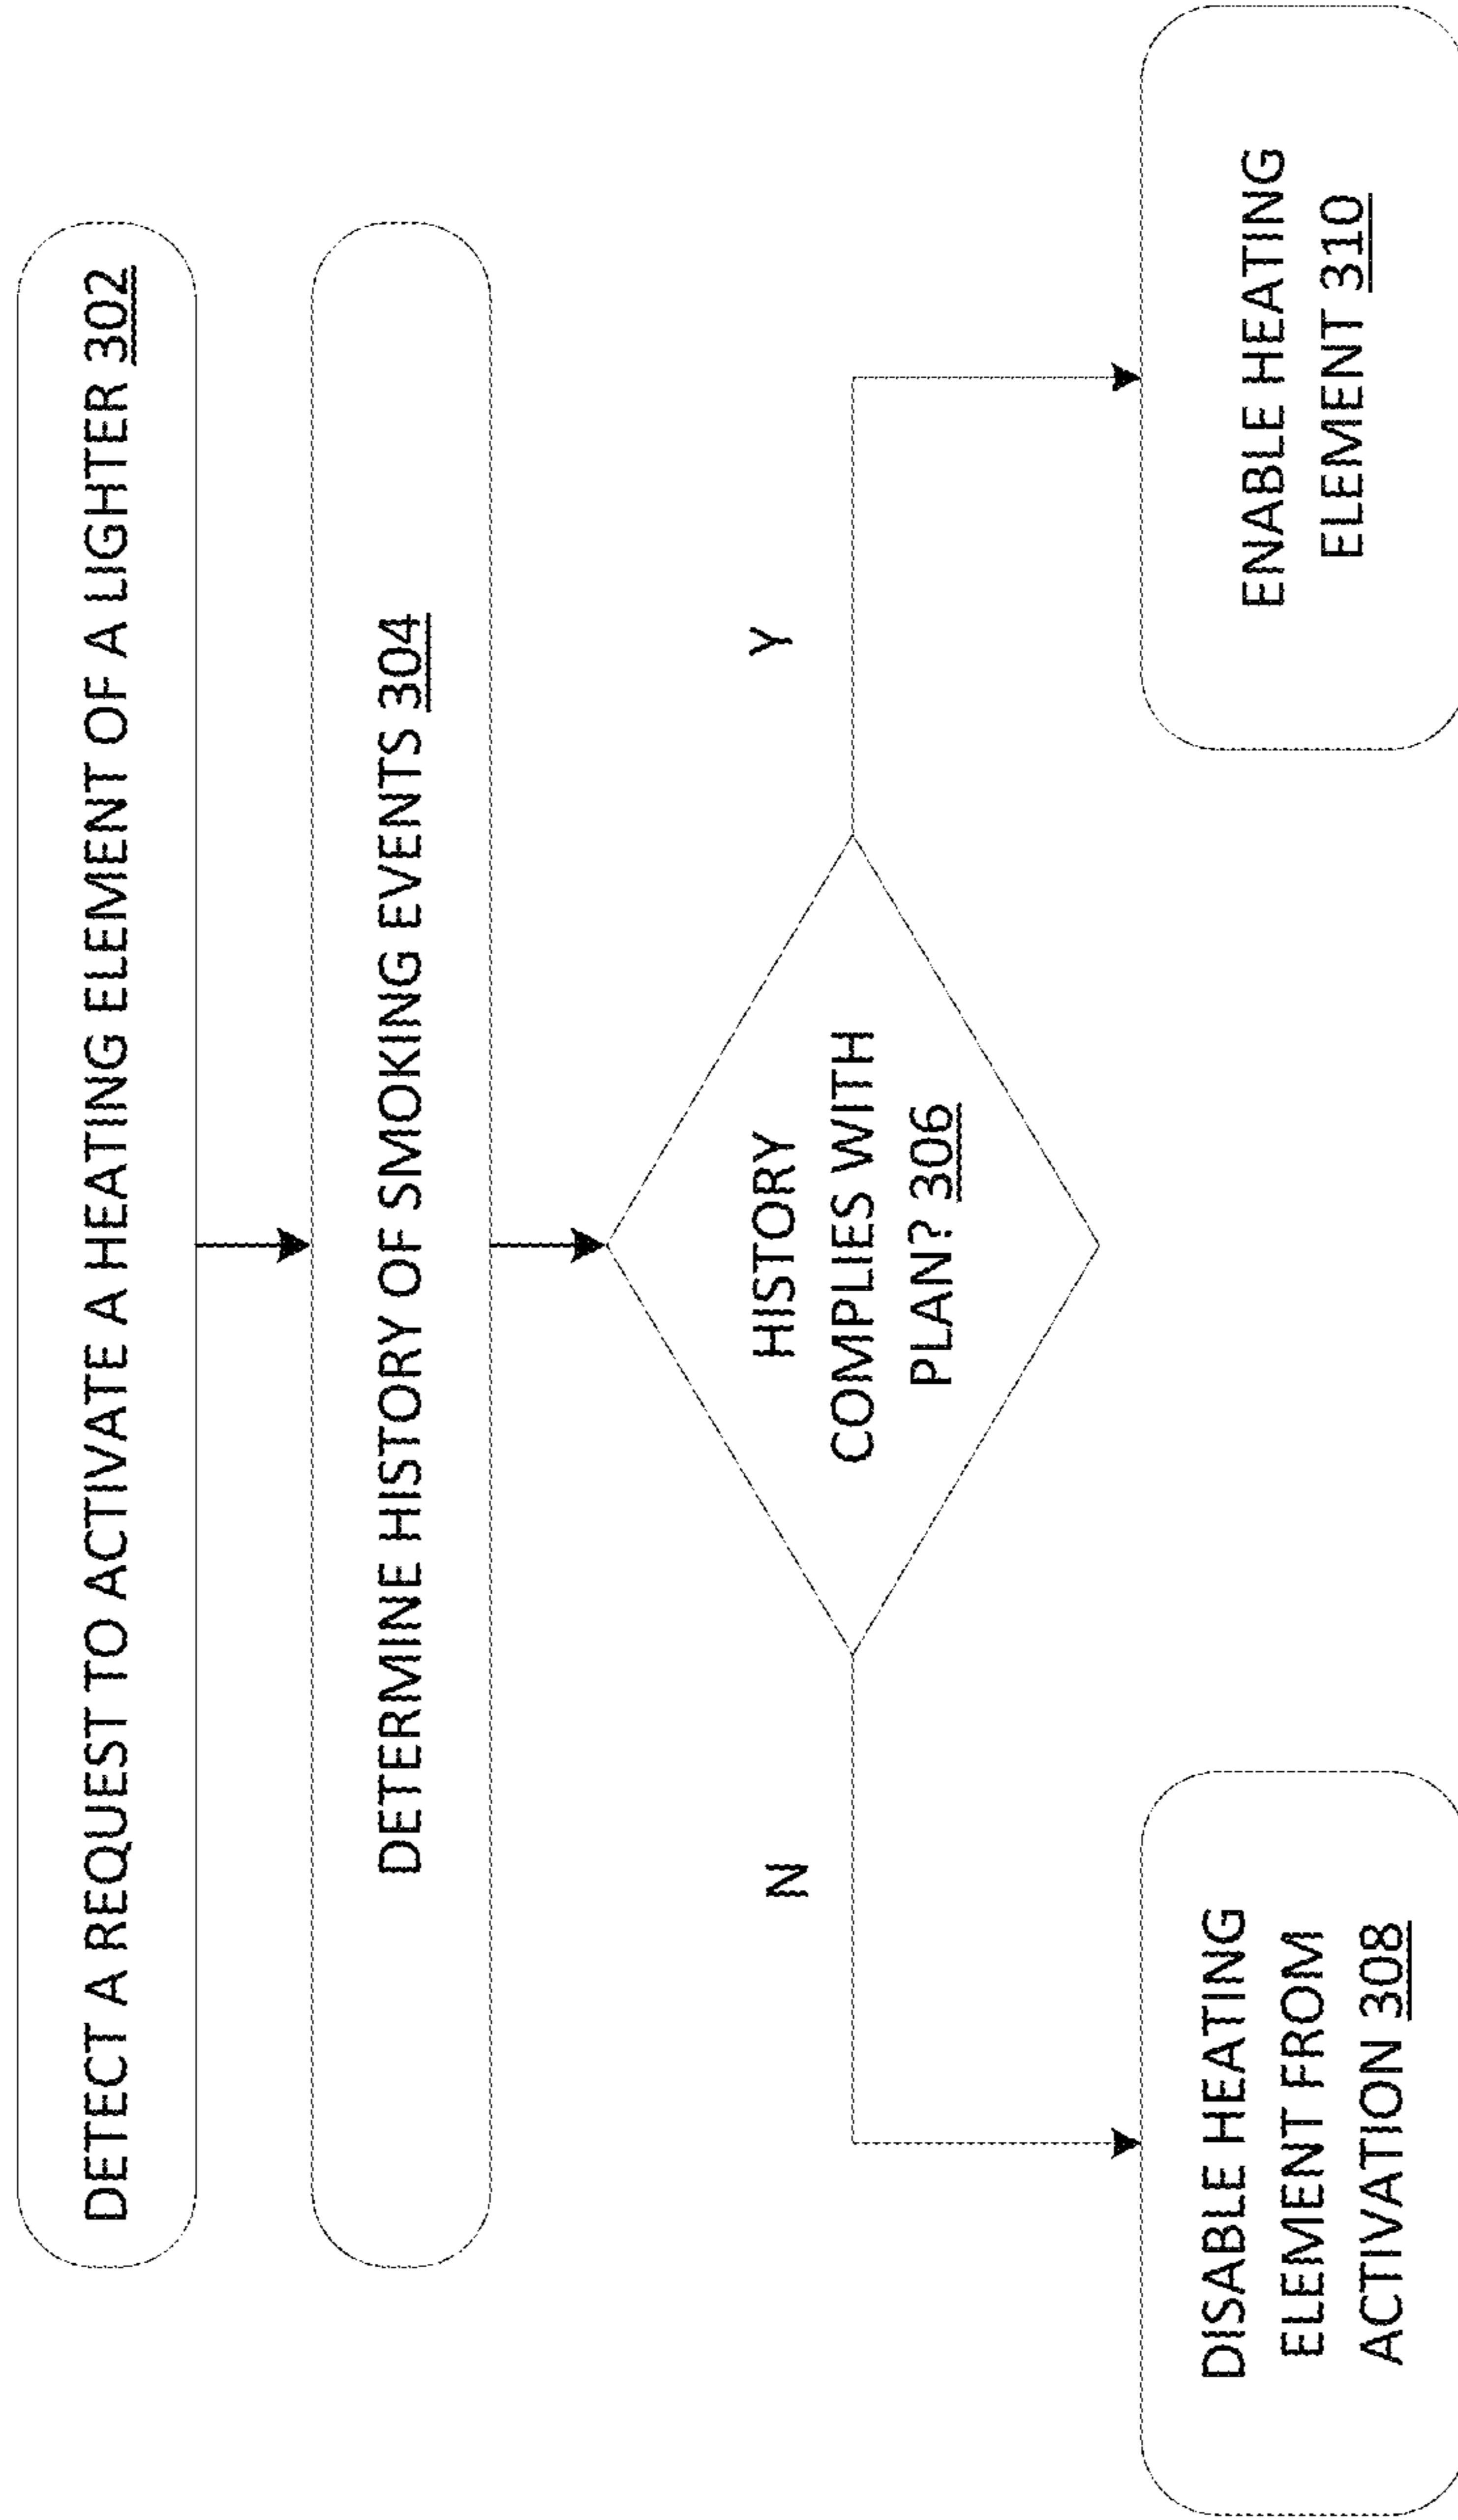 DETECT A REQUEST TO ACTIVATE A HEATING ELEMENT OF A LIGHTER 302
DETERMINE HISTORY OF SMOKING EVENTS 304
HISTORY
COMPLIES WITH
PLAN? 306
N
Y
DISABLE HEATING
ELEMENT FROM
ACTIVATION 308
ENABLE HEATING
ELEMENT 310